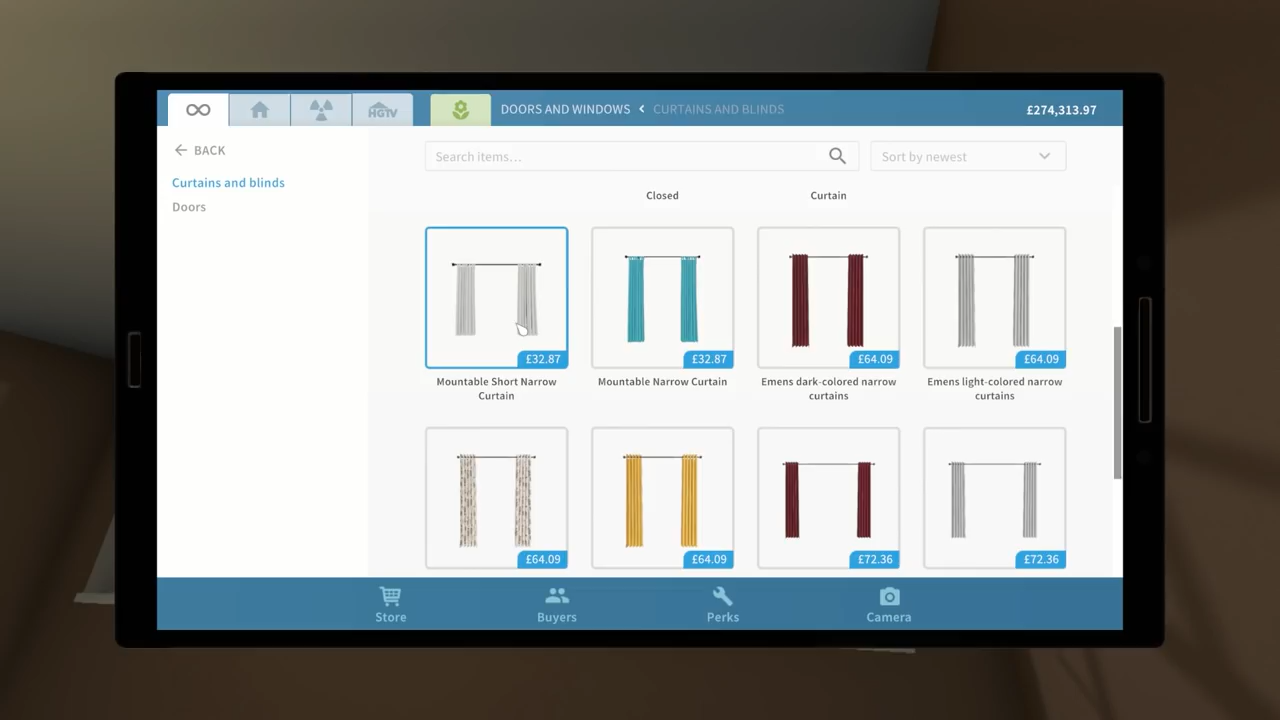 HGTV
DOORS AND WINDOWS
CURTAINS AND BLINDS
£274,313.97
BACK
Search items...
Sort by newest
Curtains and blinds
Doors
Closed
Curtain
£32.87
£32.87
£64.09
£64.09
Mountable Short Narrow
Curtain
Mountable Narrow Curtain
Emens dark-colored narrow
curtains
Emens light-colored narrow
curtains
£64.09
£64.09
£72.36
£72.36
Store
Buyers
Perks
Camera